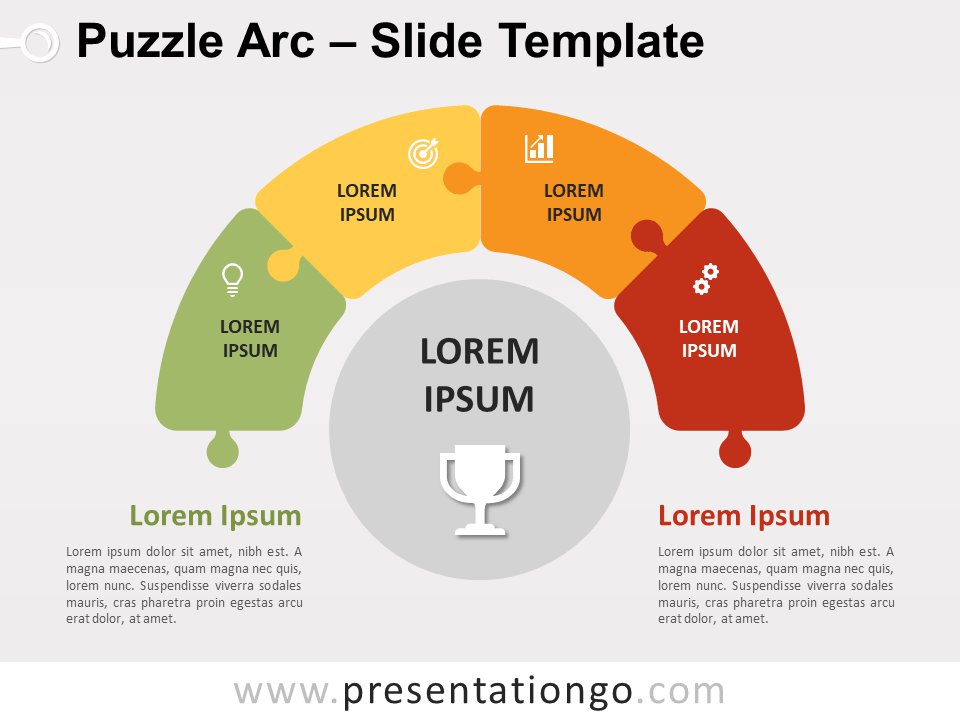 Puzzle Arc – Slide Template
LOREM
IPSUM
LOREM
IPSUM
LOREM
IPSUM
LOREM
IPSUM
LOREM
IPSUM
Lorem Ipsum
Lorem ipsum dolor sit amet, nibh est. A
magna maecenas, quam magna nec quis,
lorem nunc. Suspendisse viverra sodales
mauris, cras pharetra proin egestas arcu
erat dolor, at amet.
Lorem Ipsum
Lorem ipsum dolor sit amet, nibh est. A
magna maecenas, quam magna nec quis,
lorem nunc. Suspendisse viverra sodales
mauris, cras pharetra proin egestas arcu
erat dolor, at amet.
www.presentationgo.com